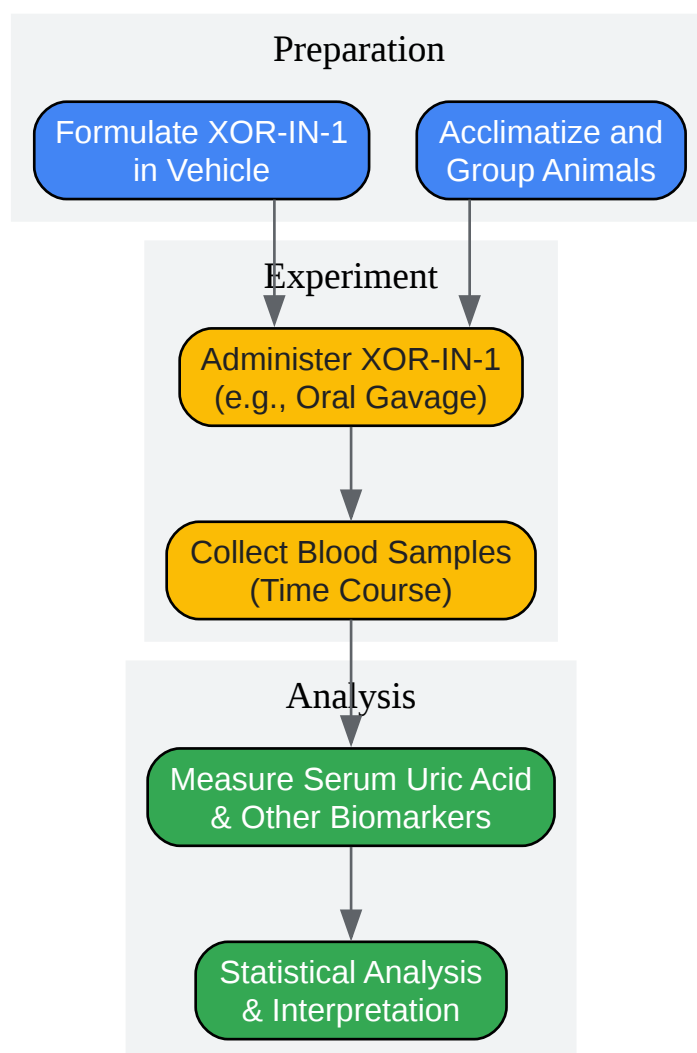 Preparation
Formulate XOR-IN-1
in Vehicle
Acclimatize and
Group Animals
Experiment
Administer XOR-IN-1
(e.g., Oral Gavage)
Collect Blood Samples
(Time Course)
Analysis
Measure Serum Uric Acid
& Other Biomarkers
Statistical Analysis
& Interpretation